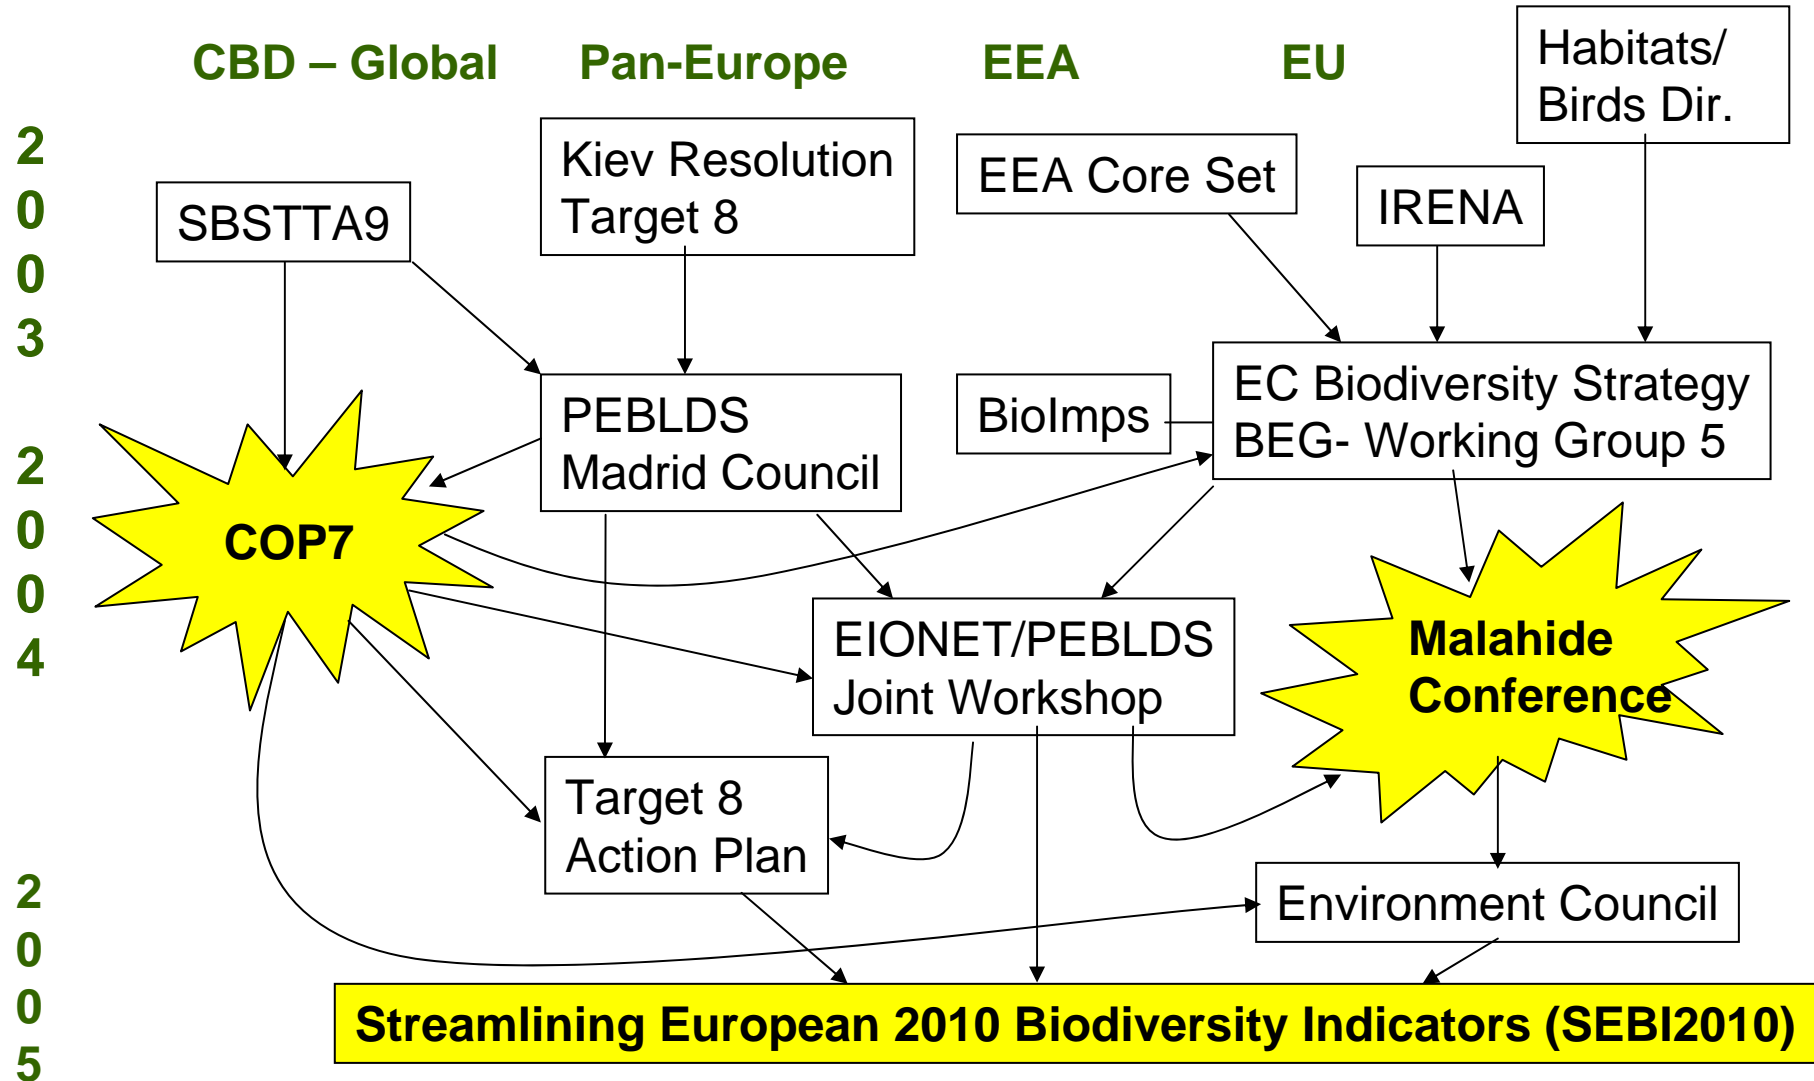 CBD – Global
Pan-Europe
EEA
EU
Habitats/
Birds Dir.
2
0
0
3
Kiev Resolution
Target 8
EEA Core Set
IRENA
SBSTTA9
PEBLDS
Madrid Council
BioImps
EC Biodiversity Strategy
BEG- Working Group 5
2
0
0
4
COP7
EIONET/PEBLDS
Joint Workshop
Malahide
Conference
Target 8
Action Plan
Environment Council
2
0
0
5
Streamlining European 2010 Biodiversity Indicators (SEBI2010)